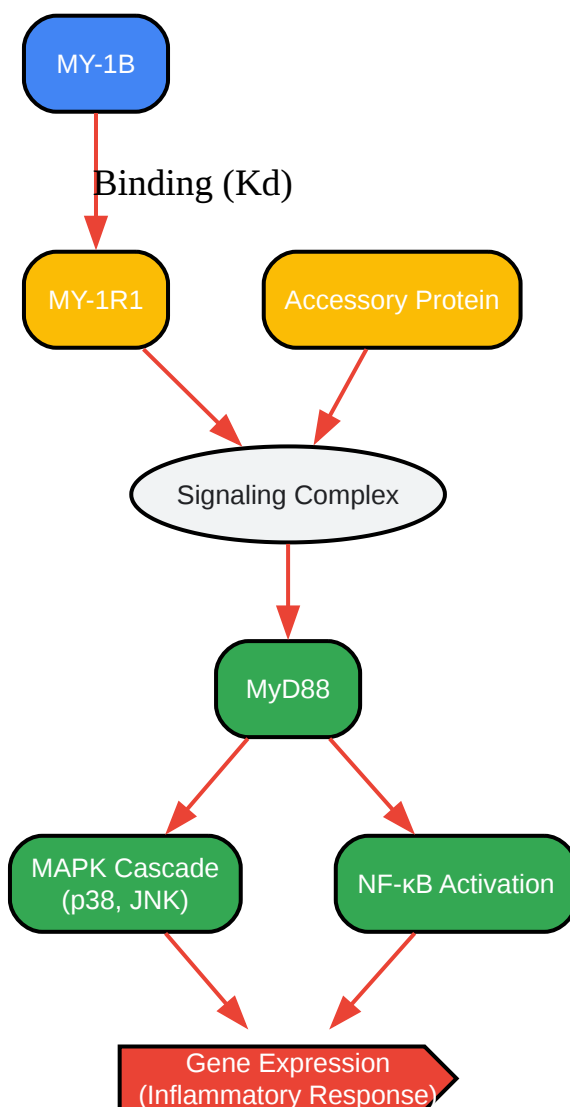 MY-1B
Binding (Kd)
MY-1R1
Accessory Protein
Signaling Complex
MyD88
MAPK Cascade
(p38, JNK)
NF-κB Activation
Gene Expression
(Inflammatory Response)